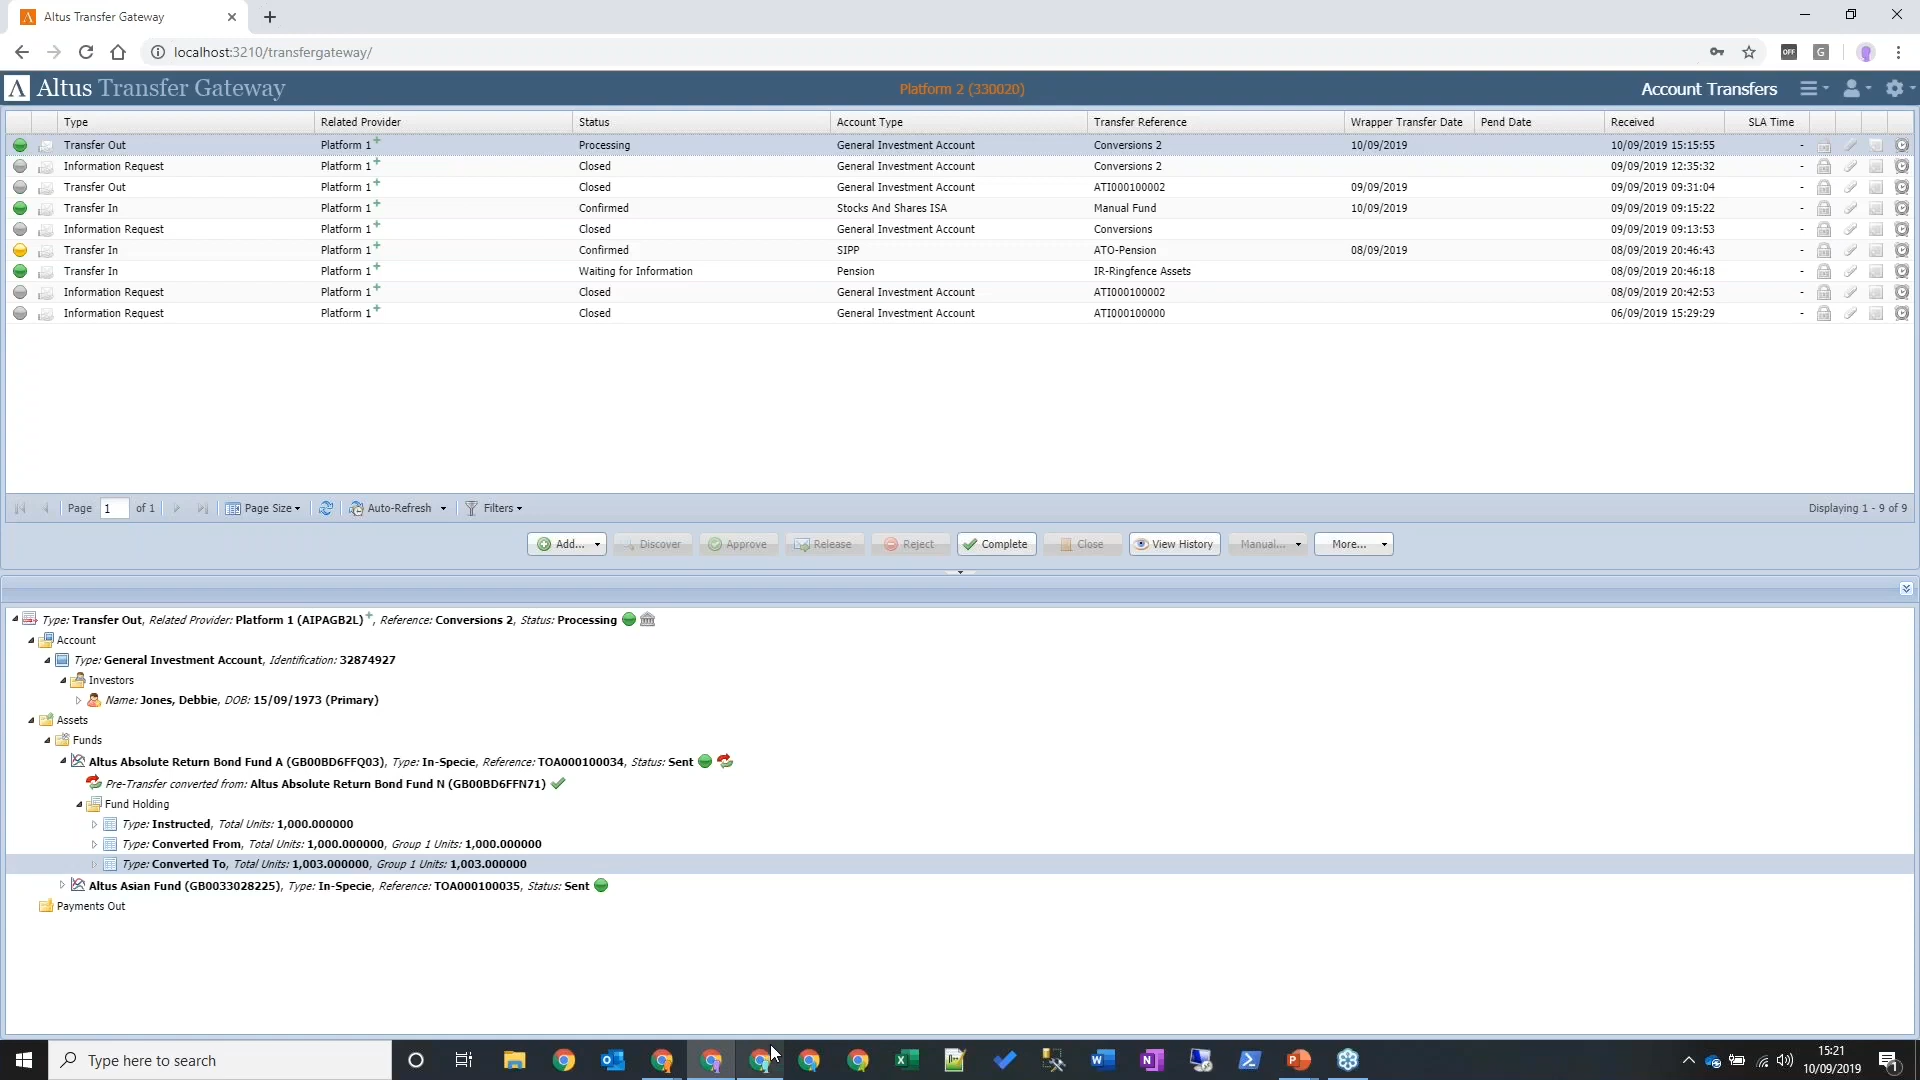 Altus Transfer Gateway
localhost:3210/transfergateway/
OFF G
Altus Transfer Gateway Platform 2 (330020) Account Transfers
Type Related Provider Status Account Type Transfer Reference Wrapper Transfer Date Pend Date Received SLA Time
Transfer Out Platform 1+ Processing General Investment Account Conversions 2 10/09/2019 10/09/2019 15:15:55 -
Information Request Platform 1+ Closed General Investment Account Conversions 2 09/09/2019 12:35:32 -
Transfer Out Platform 1+ Closed General Investment Account ATI000100002 09/09/2019 09/09/2019 09:31:04 -
Transfer In Platform 1+ Confirmed Stocks And Shares ISA Manual Fund 10/09/2019 09/09/2019 09:15:22 -
Information Request Platform 1+ Closed General Investment Account Conversions 09/09/2019 09:13:53 -
Transfer In Platform 1+ Confirmed SIPP ATO-Pension 08/09/2019 08/09/2019 20:46:43 -
Transfer In Platform 1+ Waiting for Information Pension IR-Ringfence Assets 08/09/2019 20:46:18 -
Information Request Platform 1+ Closed General Investment Account ATI000100002 08/09/2019 20:42:53 -
Information Request Platform 1+ Closed General Investment Account ATI000100000 06/09/2019 15:29:29 -
Page 1 of 1 Page Size Auto-Refresh Filters Displaying 1 - 9 of 9
Add... Discover Approve Release Reject Complete Close View History Manual... More...
Type: Transfer Out, Related Provider: Platform 1 (AIPAGB2L)+, Reference: Conversions 2, Status: Processing
Account
Type: General Investment Account, Identification: 32874927
Investors
Name: Jones, Debbie, DOB: 15/09/1973 (Primary)
Assets
Funds
Altus Absolute Return Bond Fund A (GB00BD6FFQ03), Type: In-Specie, Reference: TOA000100034, Status: Sent
Pre-Transfer converted from: Altus Absolute Return Bond Fund N (GB00BD6FFN71)
Fund Holding
Type: Instructed, Total Units: 1,000.000000
Type: Converted From, Total Units: 1,000.000000, Group 1 Units: 1,000.000000
Type: Converted To, Total Units: 1,003.000000, Group 1 Units: 1,003.000000
Altus Asian Fund (GB0033028225), Type: In-Specie, Reference: TOA000100035, Status: Sent
Payments Out
Type here to search
15:21
10/09/2019
1